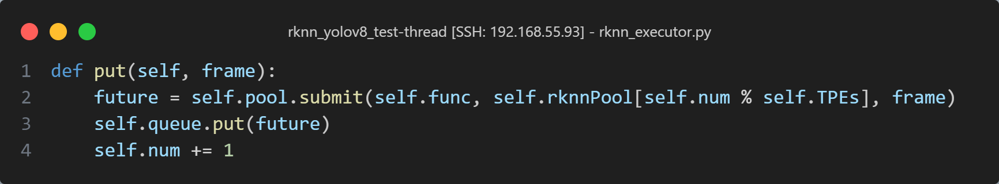 rknn_yolov8_test-thread [SSH: 192.168.55.93] - rknn_executor.py
1 def put(self, frame):
2     future = self.pool.submit(self.func, self.rknnPool[self.num % self.TPEs], frame)
3     self.queue.put(future)
4     self.num += 1